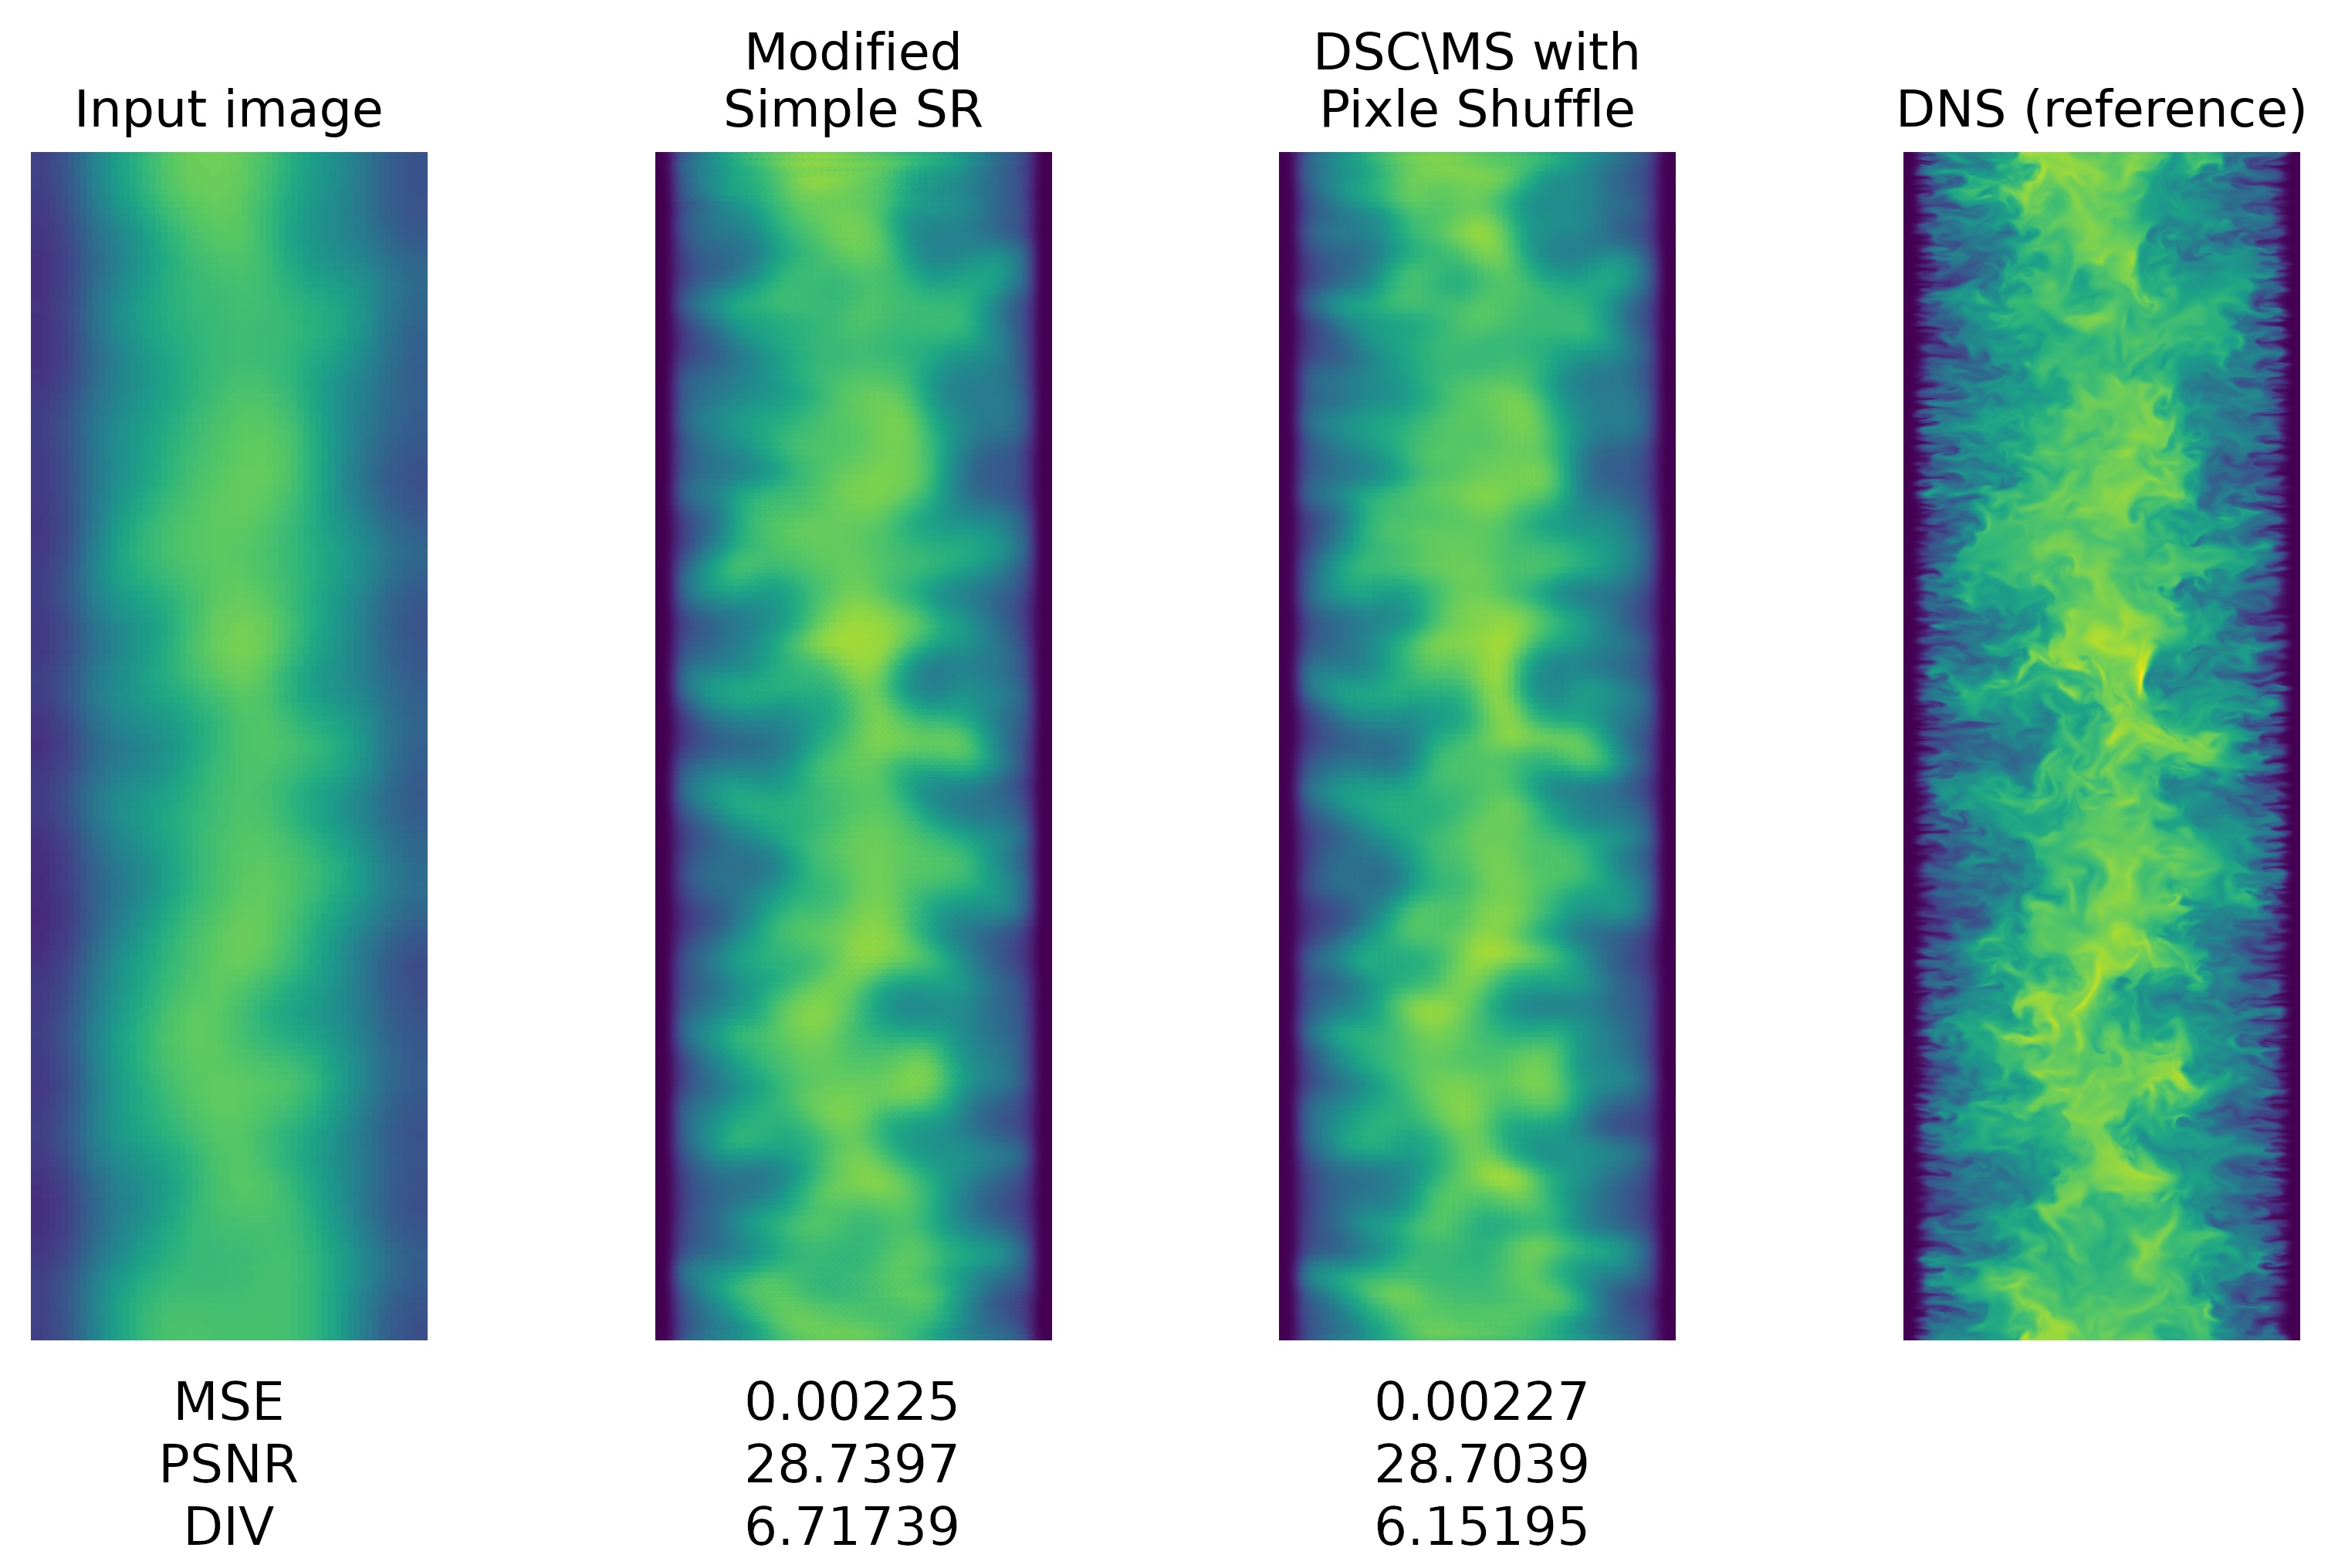 Input image
Modified
Simple SR
DSC\MS with
Pixle Shuffle
DNS (reference)
MSE 0.00225 0.00227
PSNR 28.7397 28.7039
DIV 6.71739 6.15195